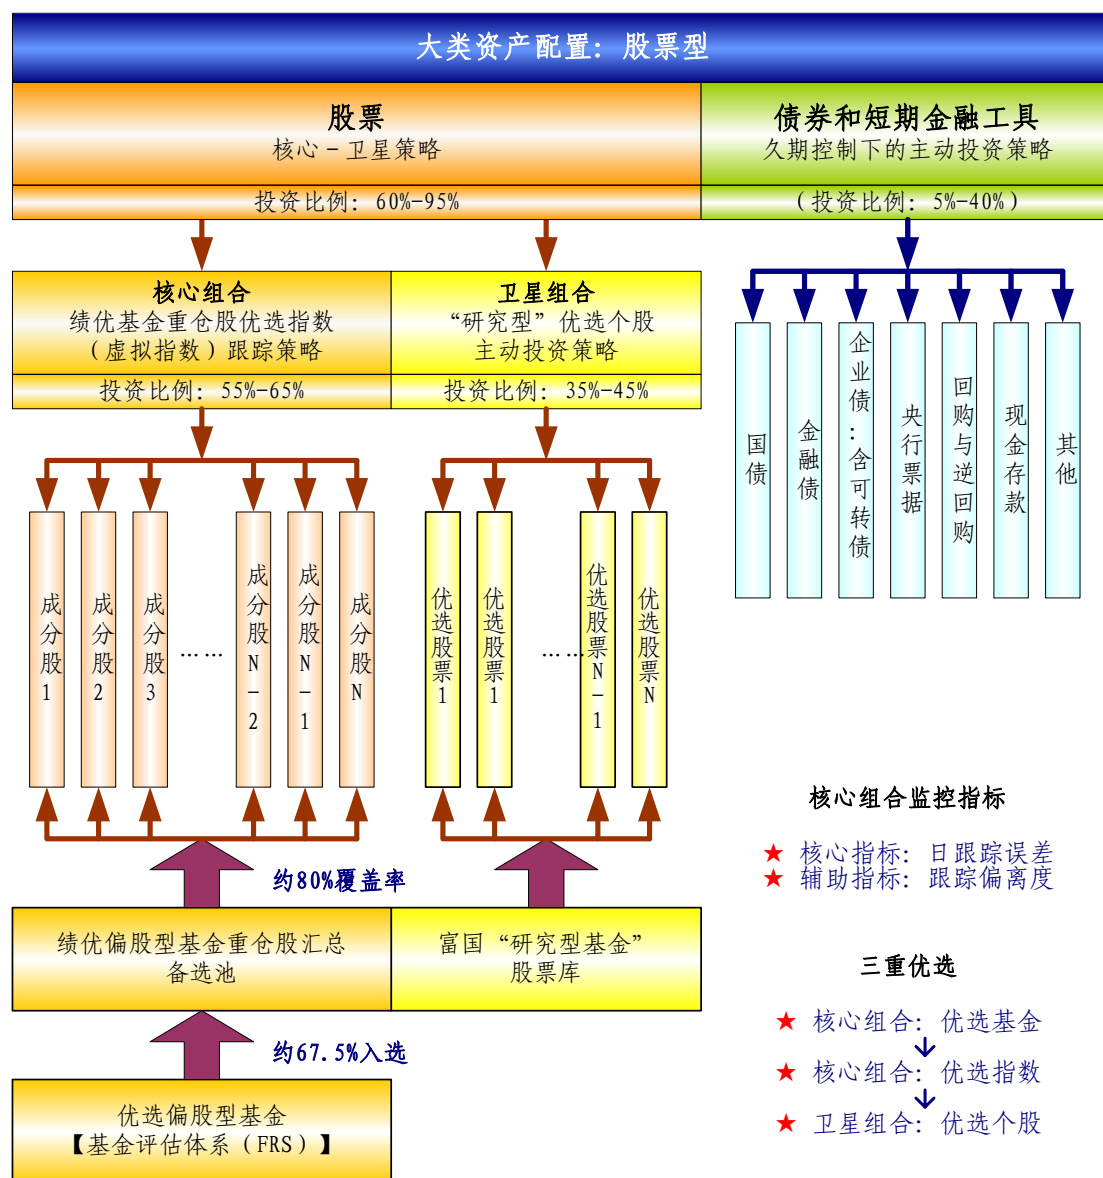 大类资产配置：股票型
股票
核心－卫星策略
投资比例：60%-95%
债券和短期金融工具
久期控制下的主动投资策略
（投资比例：5%-40%）
核心组合
绩优基金重仓股优选指数
（虚拟指数）跟踪策略
投资比例：55%-65%
卫星组合
“研究型”优选个股
主动投资策略
投资比例：35%-45%
国债
金融债
企业债：含可转债
央行票据
回购与逆回购
现金存款
其他
成分股1
成分股2
成分股3
……
成分股N-2
成分股N-1
成分股N
优选股票1
优选股票1
……
优选股票N-1
优选股票N
约80%覆盖率
绩优偏股型基金重仓股汇总
备选池
富国“研究型基金”
股票库
约67.5%入选
优选偏股型基金
【基金评估体系（FRS）】
核心组合监控指标
★ 核心指标：日跟踪误差
★ 辅助指标：跟踪偏离度
三重优选
★ 核心组合：优选基金
★ 核心组合：优选指数
★ 卫星组合：优选个股